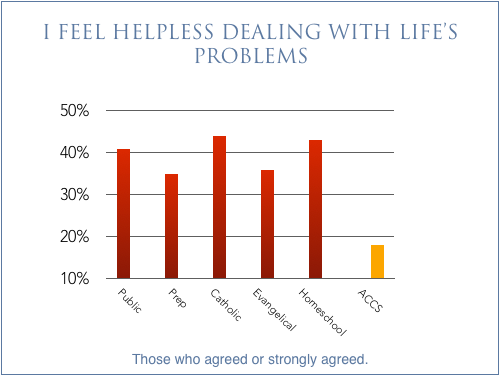 I FEEL HELPLESS DEALING WITH LIFE'S
PROBLEMS
50%
40%
30%
20%
10%
Public
Prep
Catholic
Evangelical
Homeschool
ACCS
Those who agreed or strongly agreed.